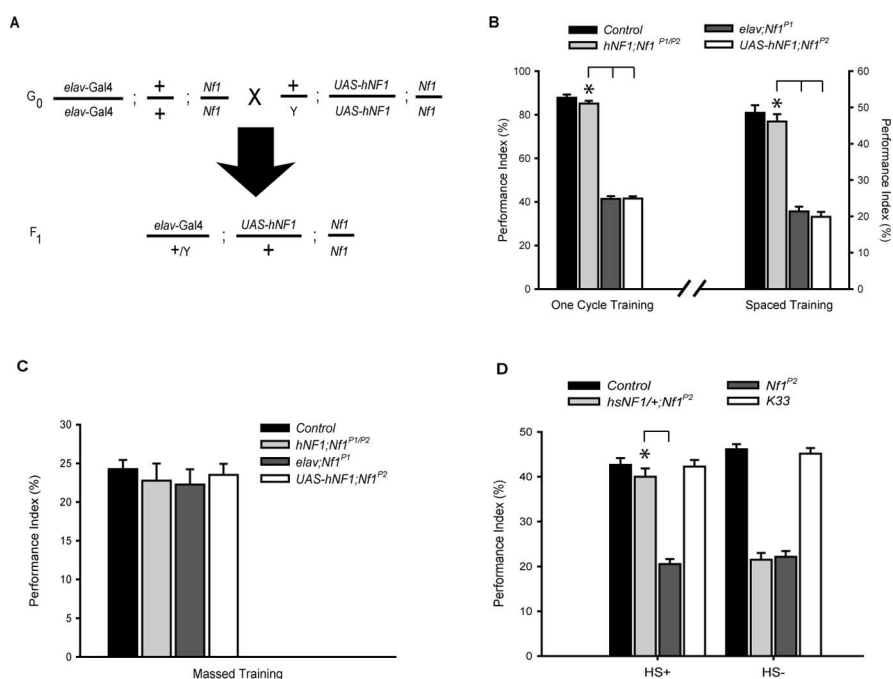 A
G0 elav-Gal4 / elav-Gal4 ; + / + ; Nf1 / Nf1 X + / Y ; UAS-hNF1 / UAS-hNF1 ; Nf1 / Nf1
F1 elav-Gal4 / +/Y ; UAS-hNF1 / + ; Nf1 / Nf1
B
Control
hNF1;Nf1 P1/P2
elav;Nf1P1
UAS-hNF1;Nf1P2
Performance Index (%)
100
80
60
40
20
0
*
*
60
50
40
30
20
10
0
Performance Index (%)
One Cycle Training
Spaced Training
C
Control
hNF1;Nf1P1/P2
elav;Nf1P1
UAS-hNF1;Nf1P2
Performance Index (%)
30
25
20
15
10
5
0
Massed Training
D
Control
hsNF1/+;Nf1P2
Nf1P2
K33
Performance Index (%)
50
40
30
20
10
0
*
HS+
HS-